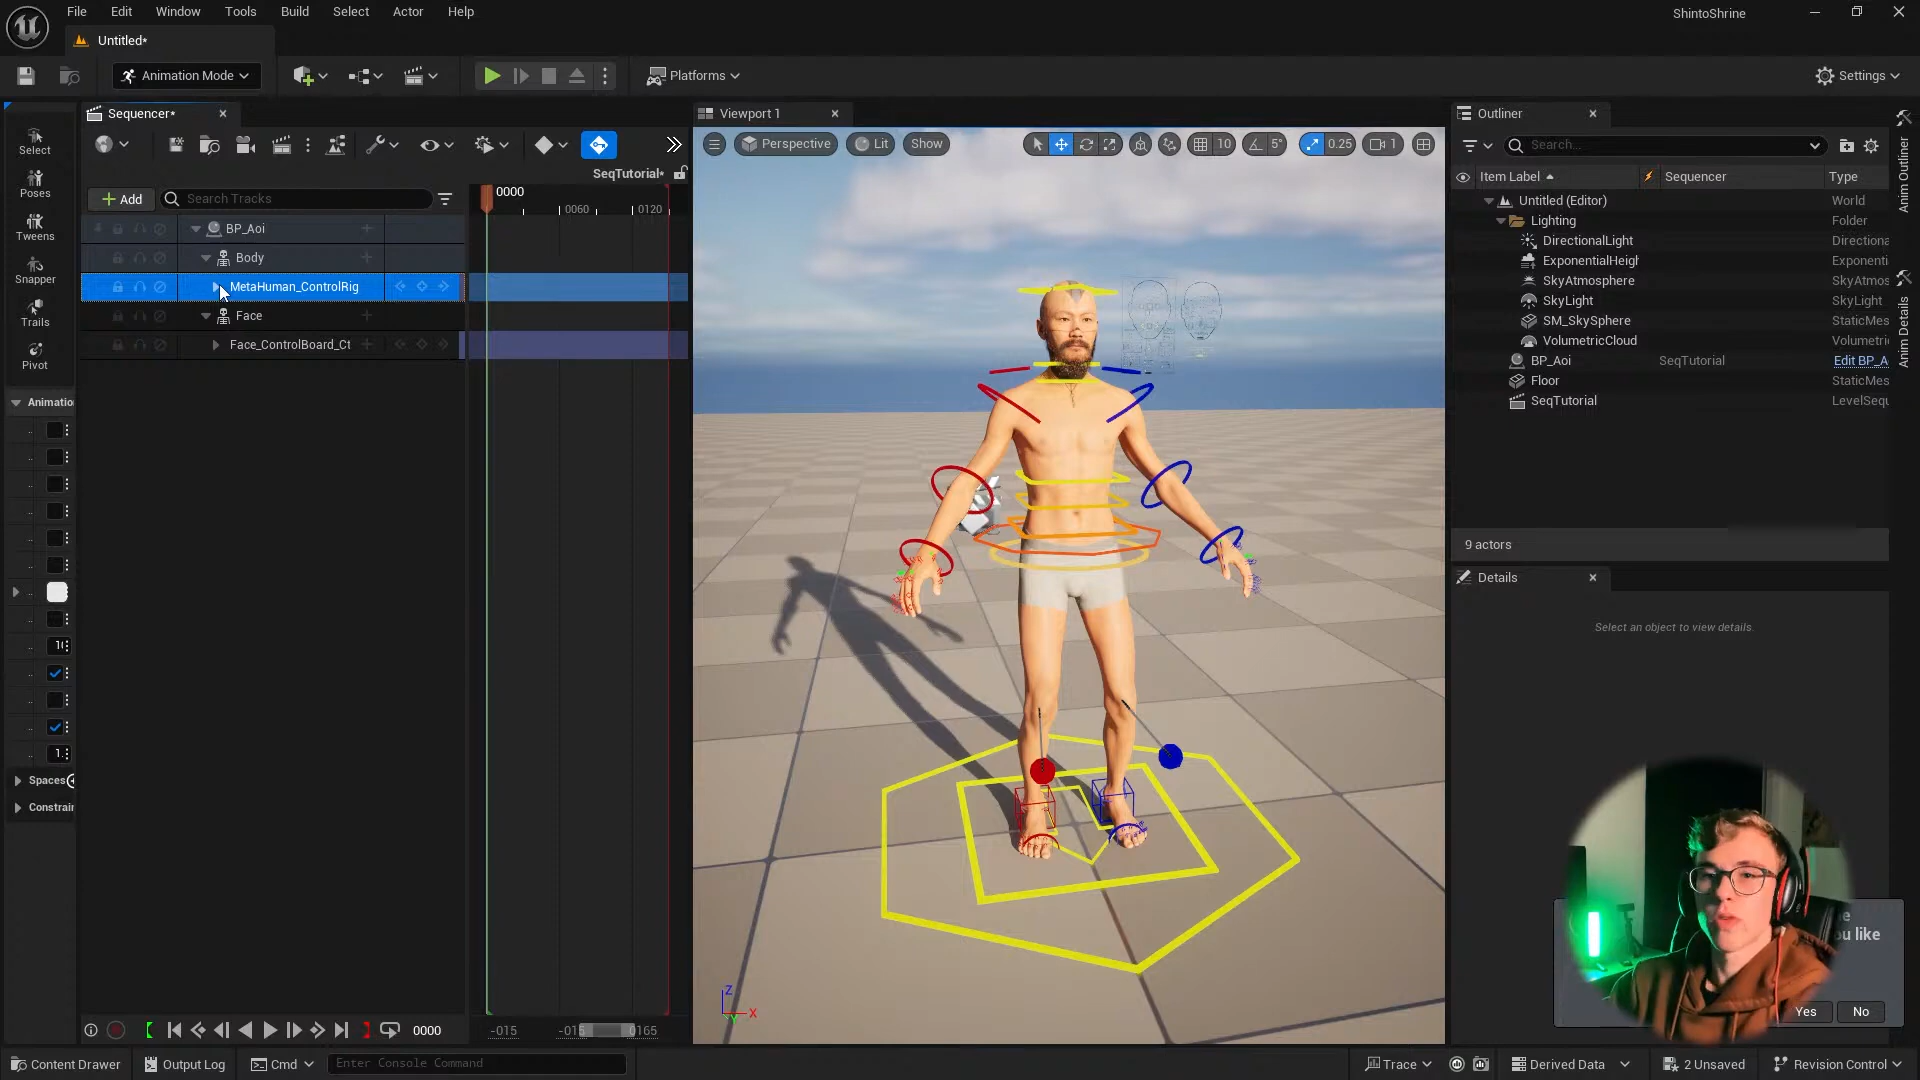 File Edit Window Tools Build Select Actor Help
ShintoShrine
Untitled*
Animation Mode
Platforms
Settings
Sequencer*
SeqTutorial*
Add
Search Tracks
0000
0060
0120
BP_Aoi
Body
MetaHuman_ControlRig
Face
Face_ControlBoard_Ct
Select
Poses
Tweens
Snapper
Trails
Pivot
Animatio
Spaces
Constrain
0000
-015
-015
0165
Viewport 1
Perspective
Lit
Show
10
5°
0.25
1
Z
X
Y
Outliner
Search...
Item Label
Sequencer
Type
Untitled (Editor)
World
Lighting
Folder
DirectionalLight
Directiona
ExponentialHeigh
Exponenti
SkyAtmosphere
SkyAtmos
SkyLight
SkyLight
SM_SkySphere
StaticMes
VolumetricCloud
Volumetric
BP_Aoi
SeqTutorial
Edit BP_A
Floor
StaticMes
SeqTutorial
LevelSequ
9 actors
Details
Select an object to view details.
Anim Outliner
Anim Details
ou like
Yes
No
Content Drawer
Output Log
Cmd
Enter Console Command
Trace
Derived Data
2 Unsaved
Revision Control